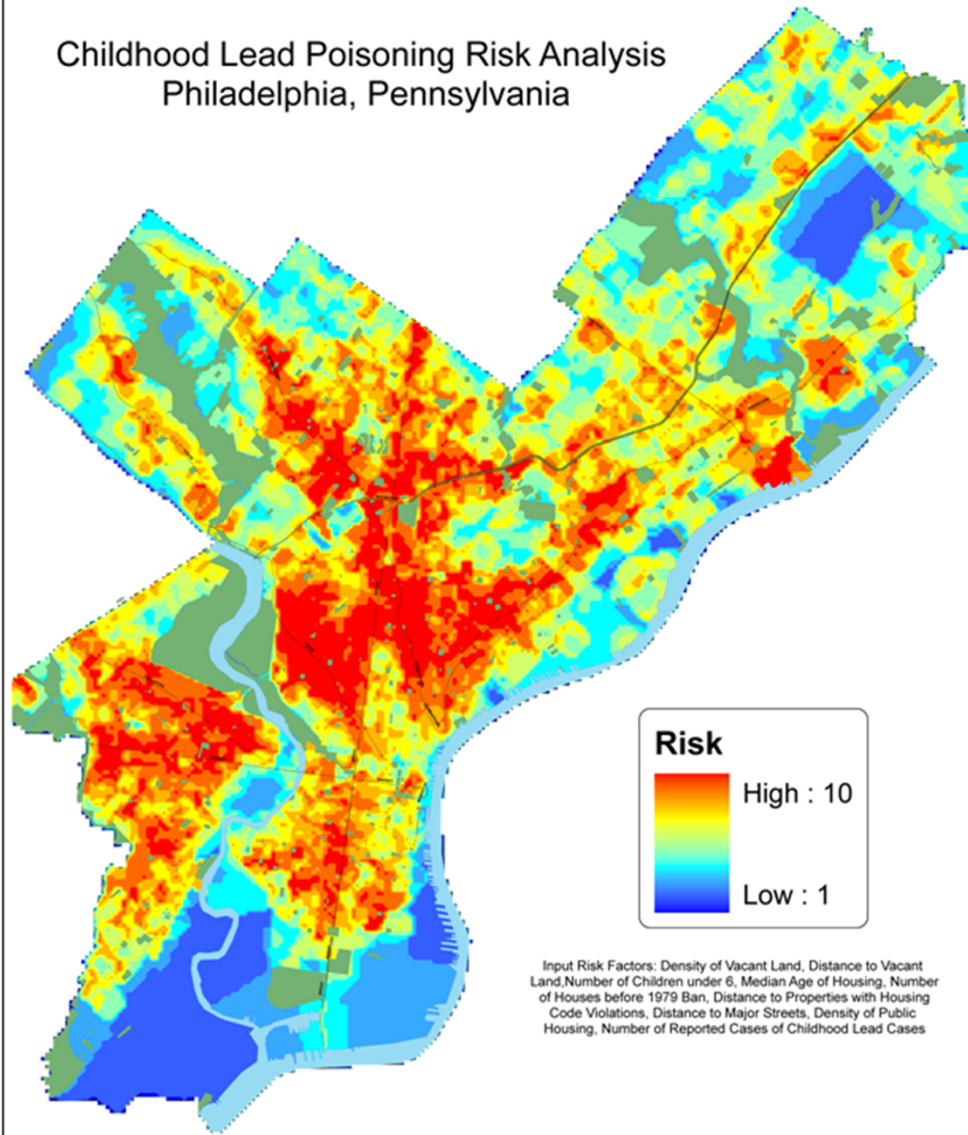 Childhood Lead Poisoning Risk Analysis
Philadelphia, Pennsylvania
Risk
High : 10
Low : 1
Input Risk Factors: Density of Vacant Land, Distance to Vacant
Land,Number of Children under 6, Median Age of Housing, Number
of Houses before 1979 Ban, Distance to Properties with Housing
Code Violations, Distance to Major Streets, Density of Public
Housing, Number of Reported Cases of Childhood Lead Cases